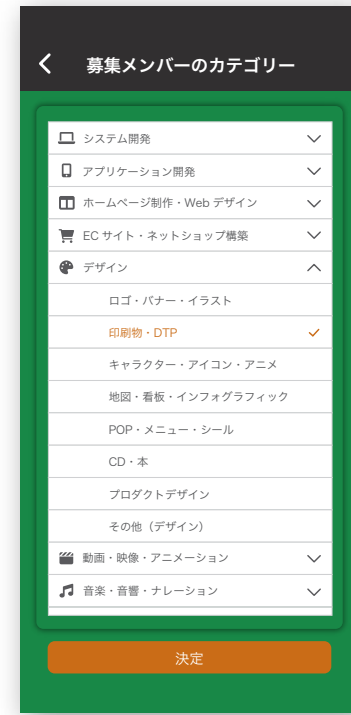 募集メンバーのカテゴリー
システム開発
アプリケーション開発
ホームページ制作・Web デザイン
EC サイト・ネットショップ構築
デザイン
ロゴ・バナー・イラスト
印刷物・DTP
キャラクター・アイコン・アニメ
地図・看板・インフォグラフィック
POP・メニュー・シール
CD・本
プロダクトデザイン
その他（デザイン）
動画・映像・アニメーション
音楽・音響・ナレーション
決定